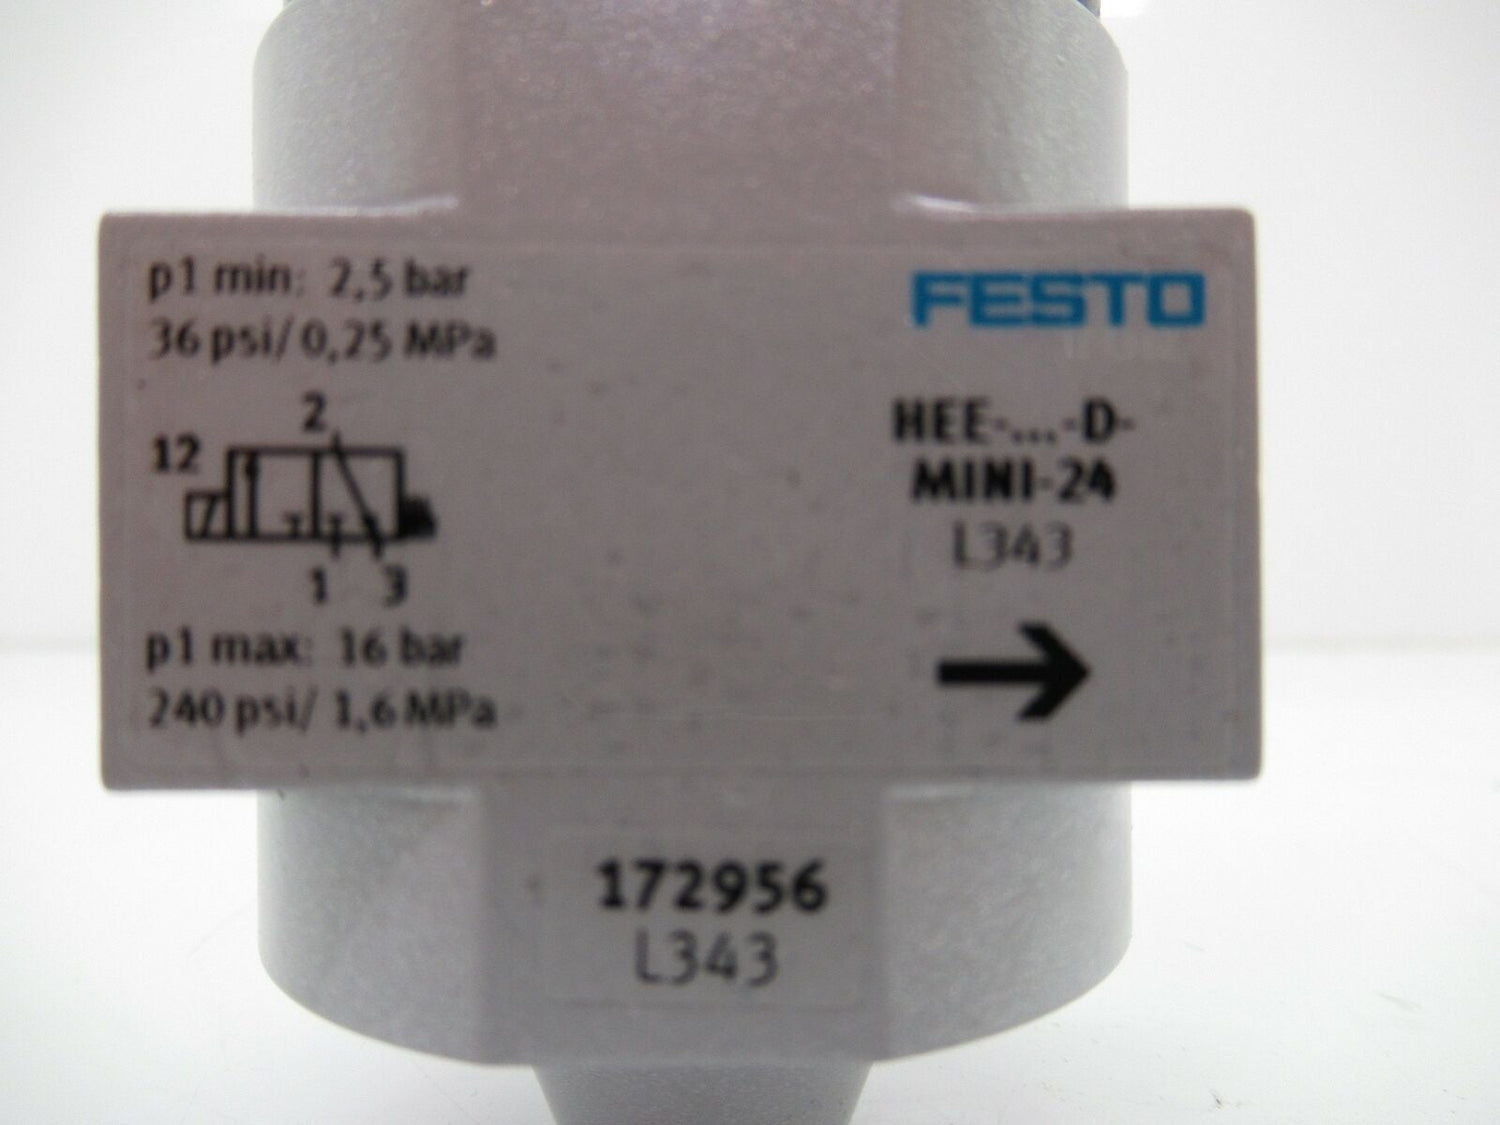 p1 min: 2,5 bar
36 psi/ 0,25 MPa
2
12
1 3
p1 max: 16 bar
240 psi/ 1,6 MPa
FESTO
HEE-...-D-
MINI-24
L343
172956
L343